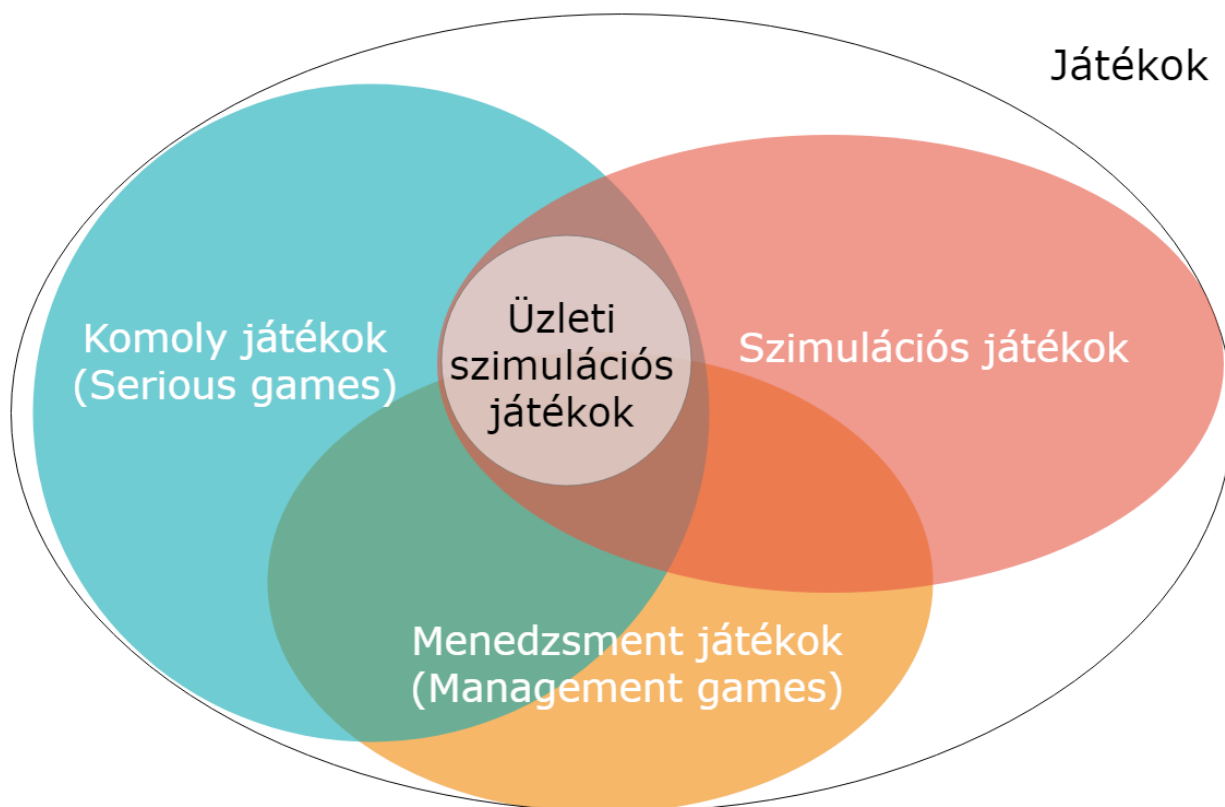 Játékok
Komoly játékok
(Serious games)
Üzleti
szimulációs
játékok
Szimulációs játékok
Menedzsment játékok
(Management games)